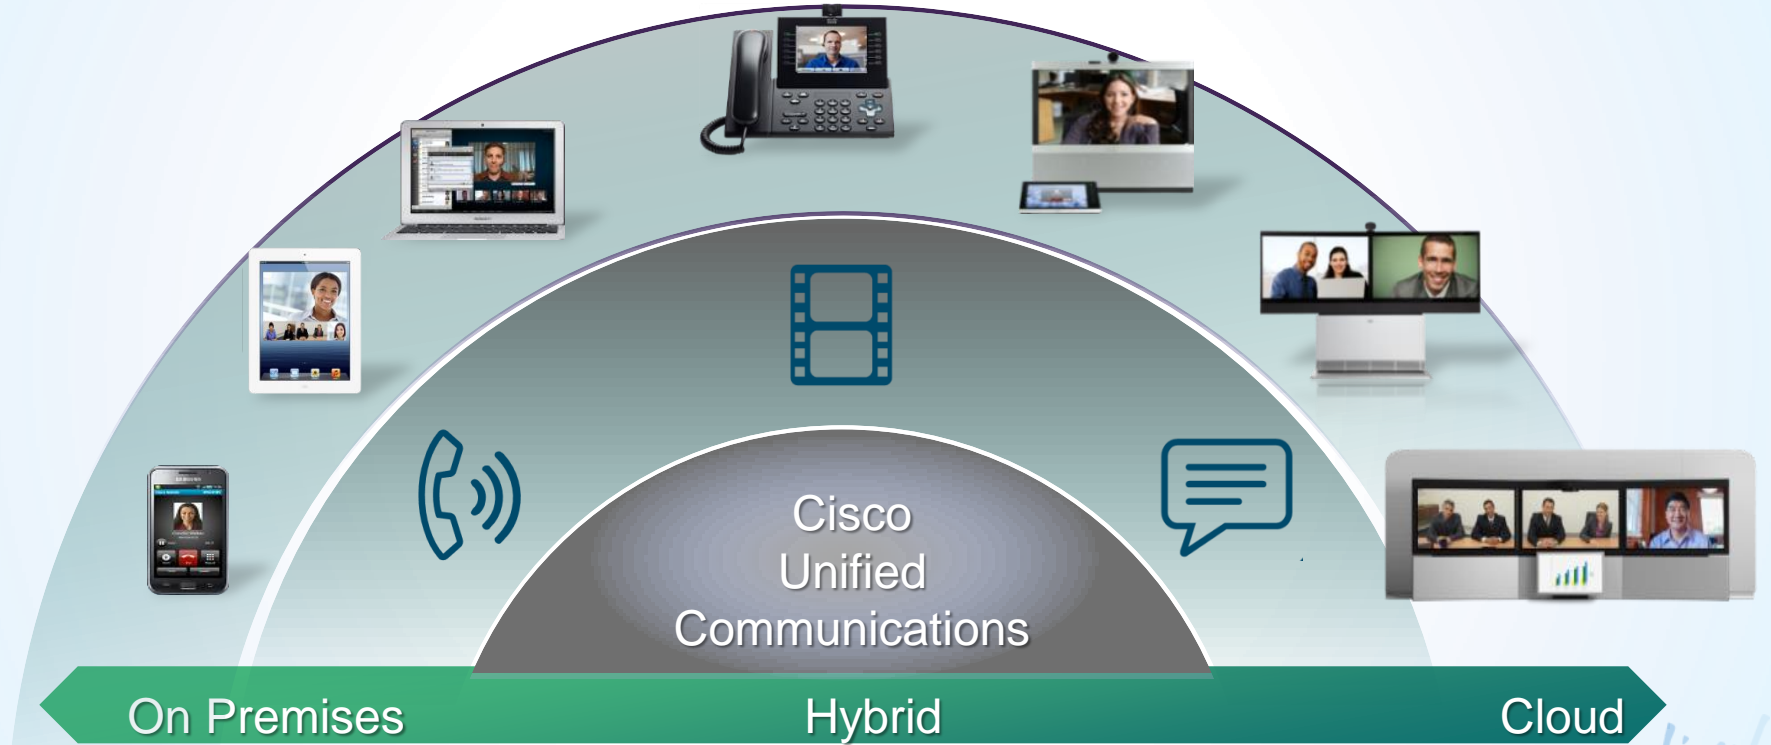 Cisco
Unified
Communications
On Premises
Hybrid
Cloud